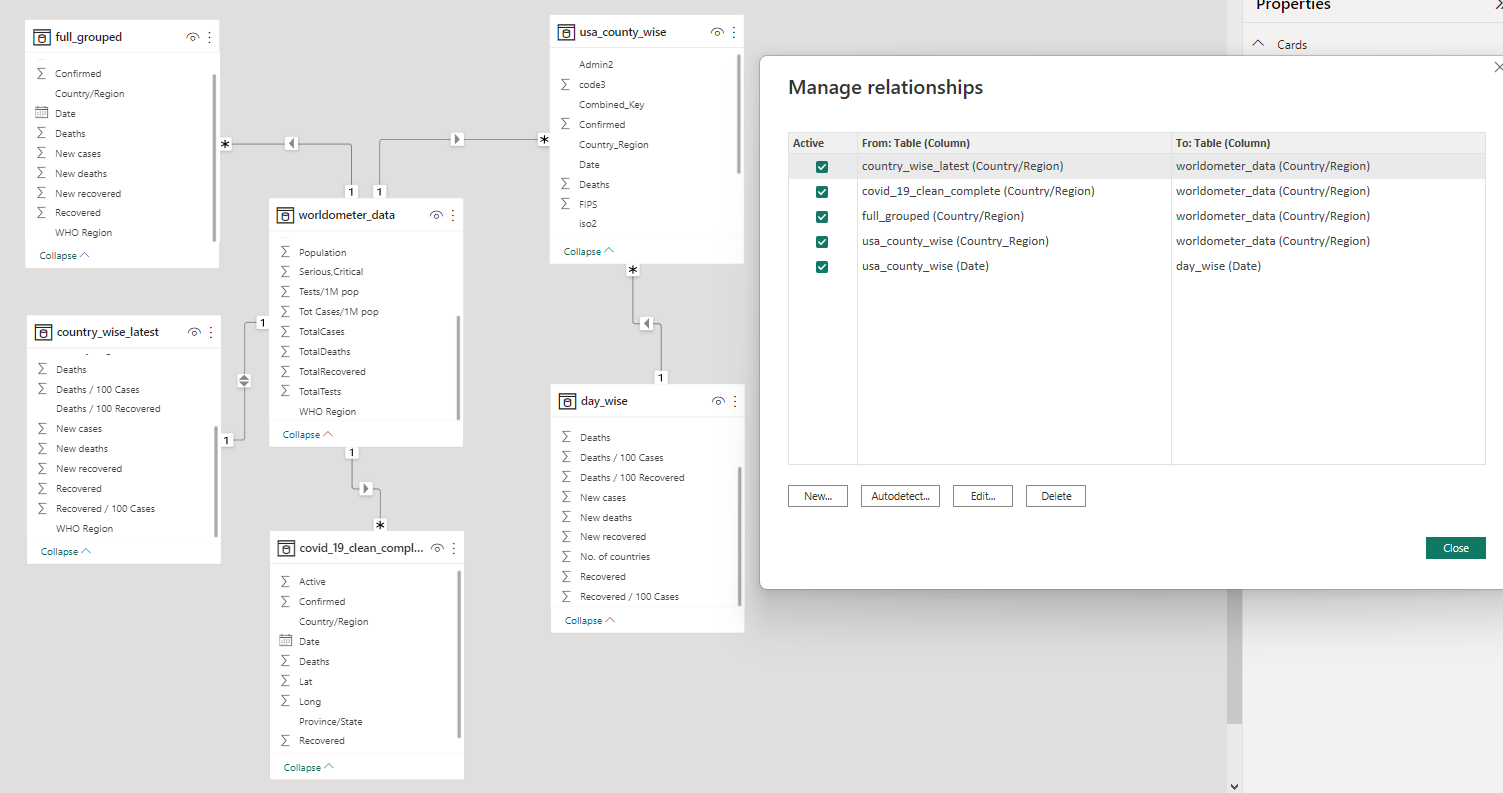 full_grouped
Confirmed
Country/Region
Date
Deaths
New cases
New deaths
New recovered
Recovered
WHO Region
Collapse
*
1
usa_county_wise
Admin2
code3
Combined_Key
Confirmed
Country_Region
Date
Deaths
FIPS
iso2
Collapse
*
1
*
1
worldometer_data
Population
Serious,Critical
Tests/1M pop
Tot Cases/1M pop
TotalCases
TotalDeaths
TotalRecovered
TotalTests
WHO Region
Collapse
1
1
country_wise_latest
Deaths
Deaths / 100 Cases
Deaths / 100 Recovered
New cases
New deaths
New recovered
Recovered
Recovered / 100 Cases
WHO Region
Collapse
1
*
covid_19_clean_compl...
Active
Confirmed
Country/Region
Date
Deaths
Lat
Long
Province/State
Recovered
Collapse
day_wise
Deaths
Deaths / 100 Cases
Deaths / 100 Recovered
New cases
New deaths
New recovered
No. of countries
Recovered
Recovered / 100 Cases
Collapse
Properties
Cards
Manage relationships
Active From: Table (Column) To: Table (Column)
country_wise_latest (Country/Region) worldometer_data (Country/Region)
covid_19_clean_complete (Country/Region) worldometer_data (Country/Region)
full_grouped (Country/Region) worldometer_data (Country/Region)
usa_county_wise (Country_Region) worldometer_data (Country/Region)
usa_county_wise (Date) day_wise (Date)
New... Autodetect... Edit... Delete
Close